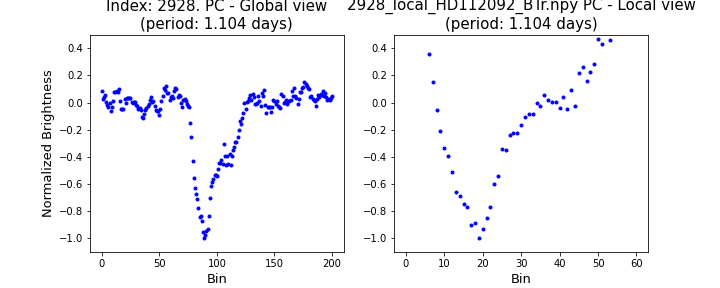 Index: 2928. PC - Global view
(period: 1.104 days)
2928_local_HD112092_BTr.npy PC - Local view
(period: 1.104 days)
Normalized Brightness
0.4
0.2
0.0
−0.2
−0.4
−0.6
−0.8
−1.0
0 50 100 150 200
Bin
0.4
0.2
0.0
−0.2
−0.4
−0.6
−0.8
−1.0
0 10 20 30 40 50 60
Bin